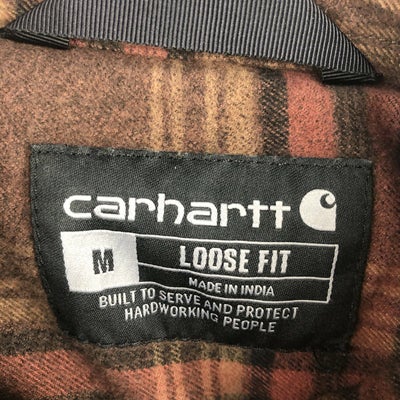 carhartt
M
LOOSE FIT
MADE IN INDIA
BUILT TO SERVE AND PROTECT
HARDWORKING PEOPLE